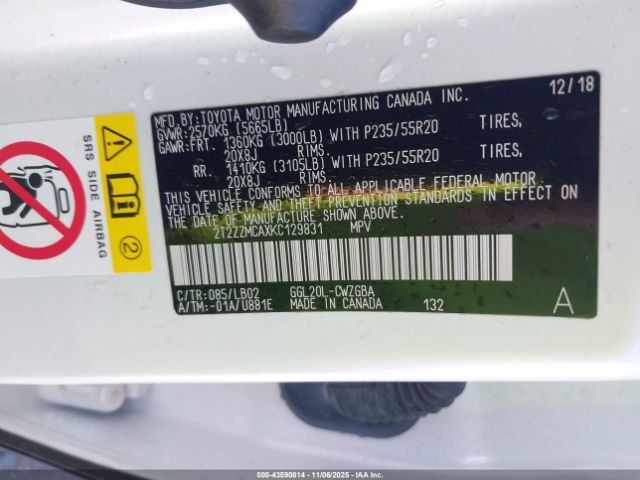 MFD.BY:TOYOTA MOTOR MANUFACTURING CANADA INC. 12/18
GVWR:2570KG (5665LB)
GAWR:FRT. 1360KG (3000LB) WITH P235/55R20 TIRES,
20X8J RIMS.
RR. 1410KG (3105LB) WITH P235/55R20 TIRES,
20X8J RIMS.
THIS VEHICLE CONFORMS TO ALL APPLICABLE FEDERAL MOTOR
VEHICLE SAFETY AND THEFT PREVENTION STANDARDS IN EFFECT ON
THE DATE OF MANUFACTURE SHOWN ABOVE.
2T2ZZMCAXKC129831 MPV
C/TR:085/LB02 GGL20L-CWZGBA
A/TM:-01A/U881E MADE IN CANADA 132 A
SRS SIDE AIRBAG
2
000-43590814 - 11/06/2025 - IAAI.COM